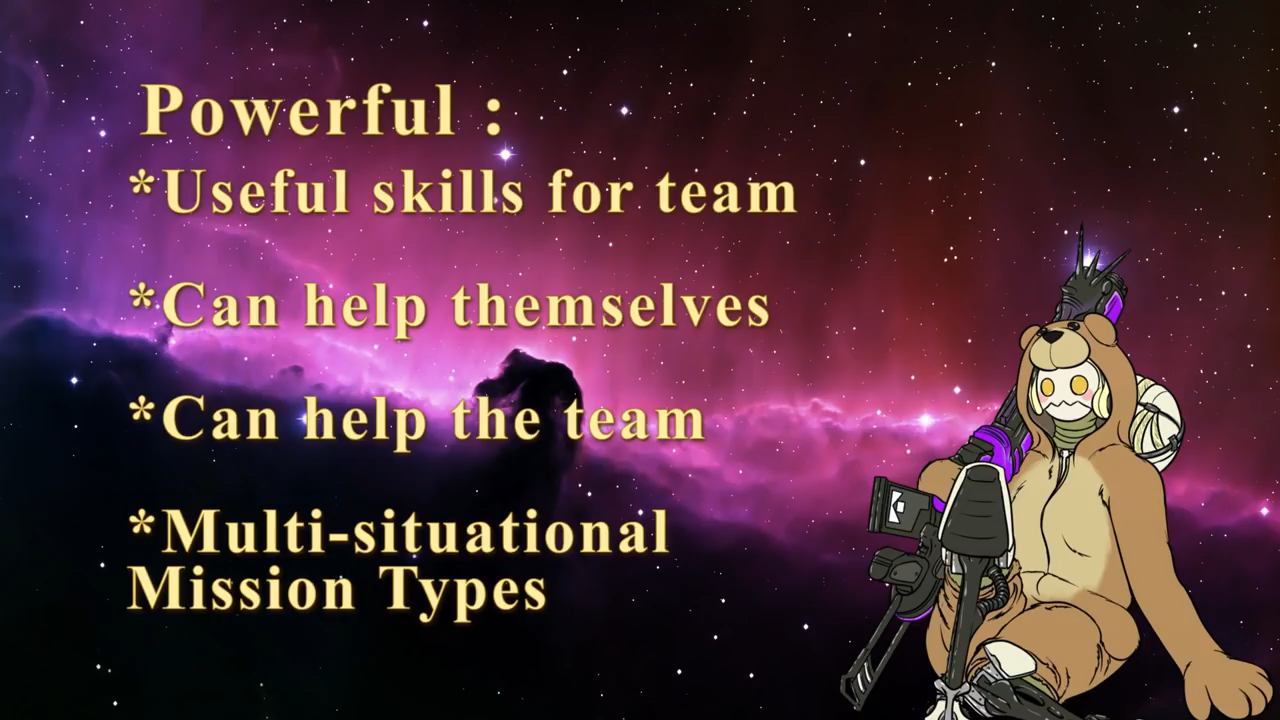 Powerful :
*Useful skills for team
*Can help themselves
*Can help the team
*Multi-situational
Mission Types